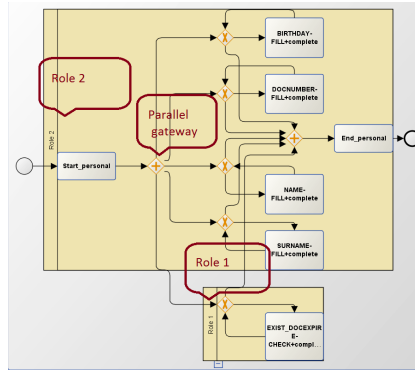 BIRTHDAY-
FILL+complete
Role 2
DOCNUMBER-
FILL+complete
Parallel
gateway
Role 2
Start_personal
End_personal
NAME-
FILL+complete
SURNAME-
FILL+complete
Role 1
Role 1
EXIST_DOCEXPIR
E-
CHECK+compl...